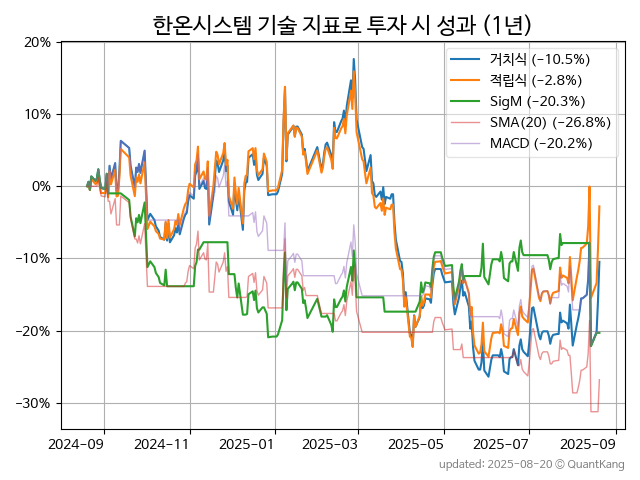 한온시스템 기술 지표로 투자 시 성과 (1년)
20%
10%
0%
−10%
−20%
−30%
거치식 (−10.5%)
적립식 (−2.8%)
SigM (−20.3%)
SMA(20) (−26.8%)
MACD (−20.2%)
2024-09 2024-11 2025-01 2025-03 2025-05 2025-07 2025-09
updated: 2025-08-20 © QuantKang